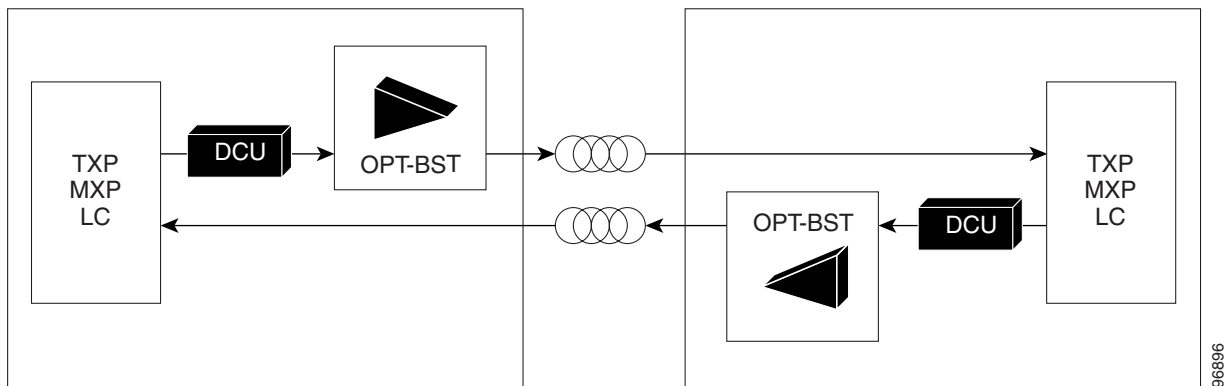 TXP
MXP
LC
DCU
OPT-BST
OPT-BST
DCU
TXP
MXP
LC
96896